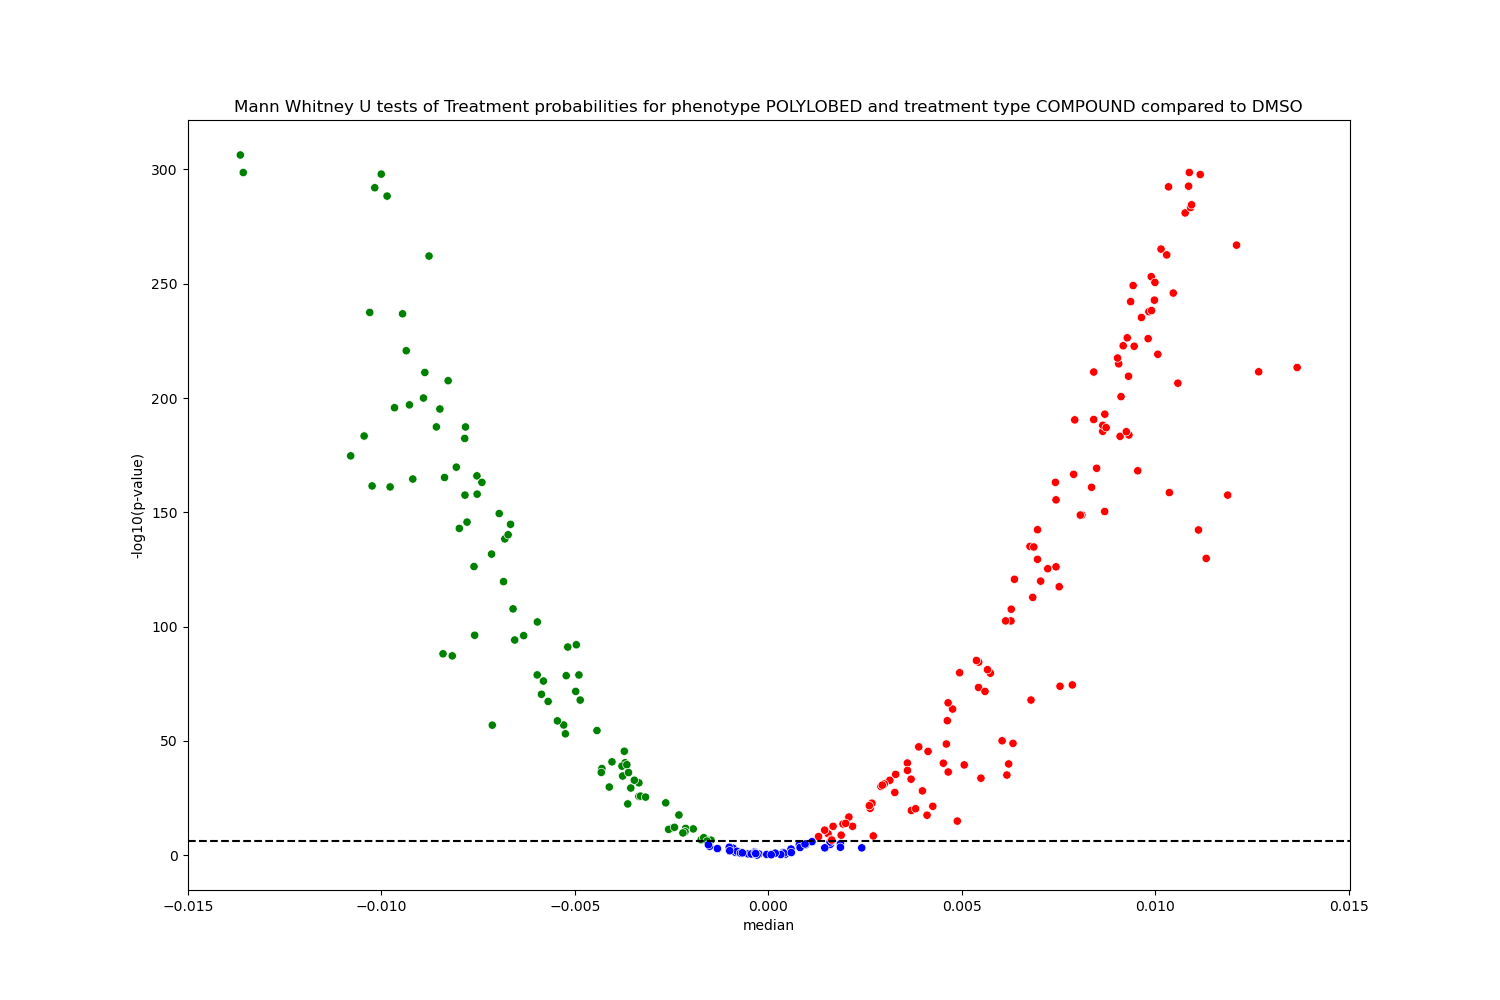 Mann Whitney U tests of Treatment probabilities for phenotype POLYLOBED and treatment type COMPOUND compared to DMSO
300
250
200
150
100
50
0
-log10(p-value)
−0.015 −0.010 −0.005 0.000 0.005 0.010 0.015
median